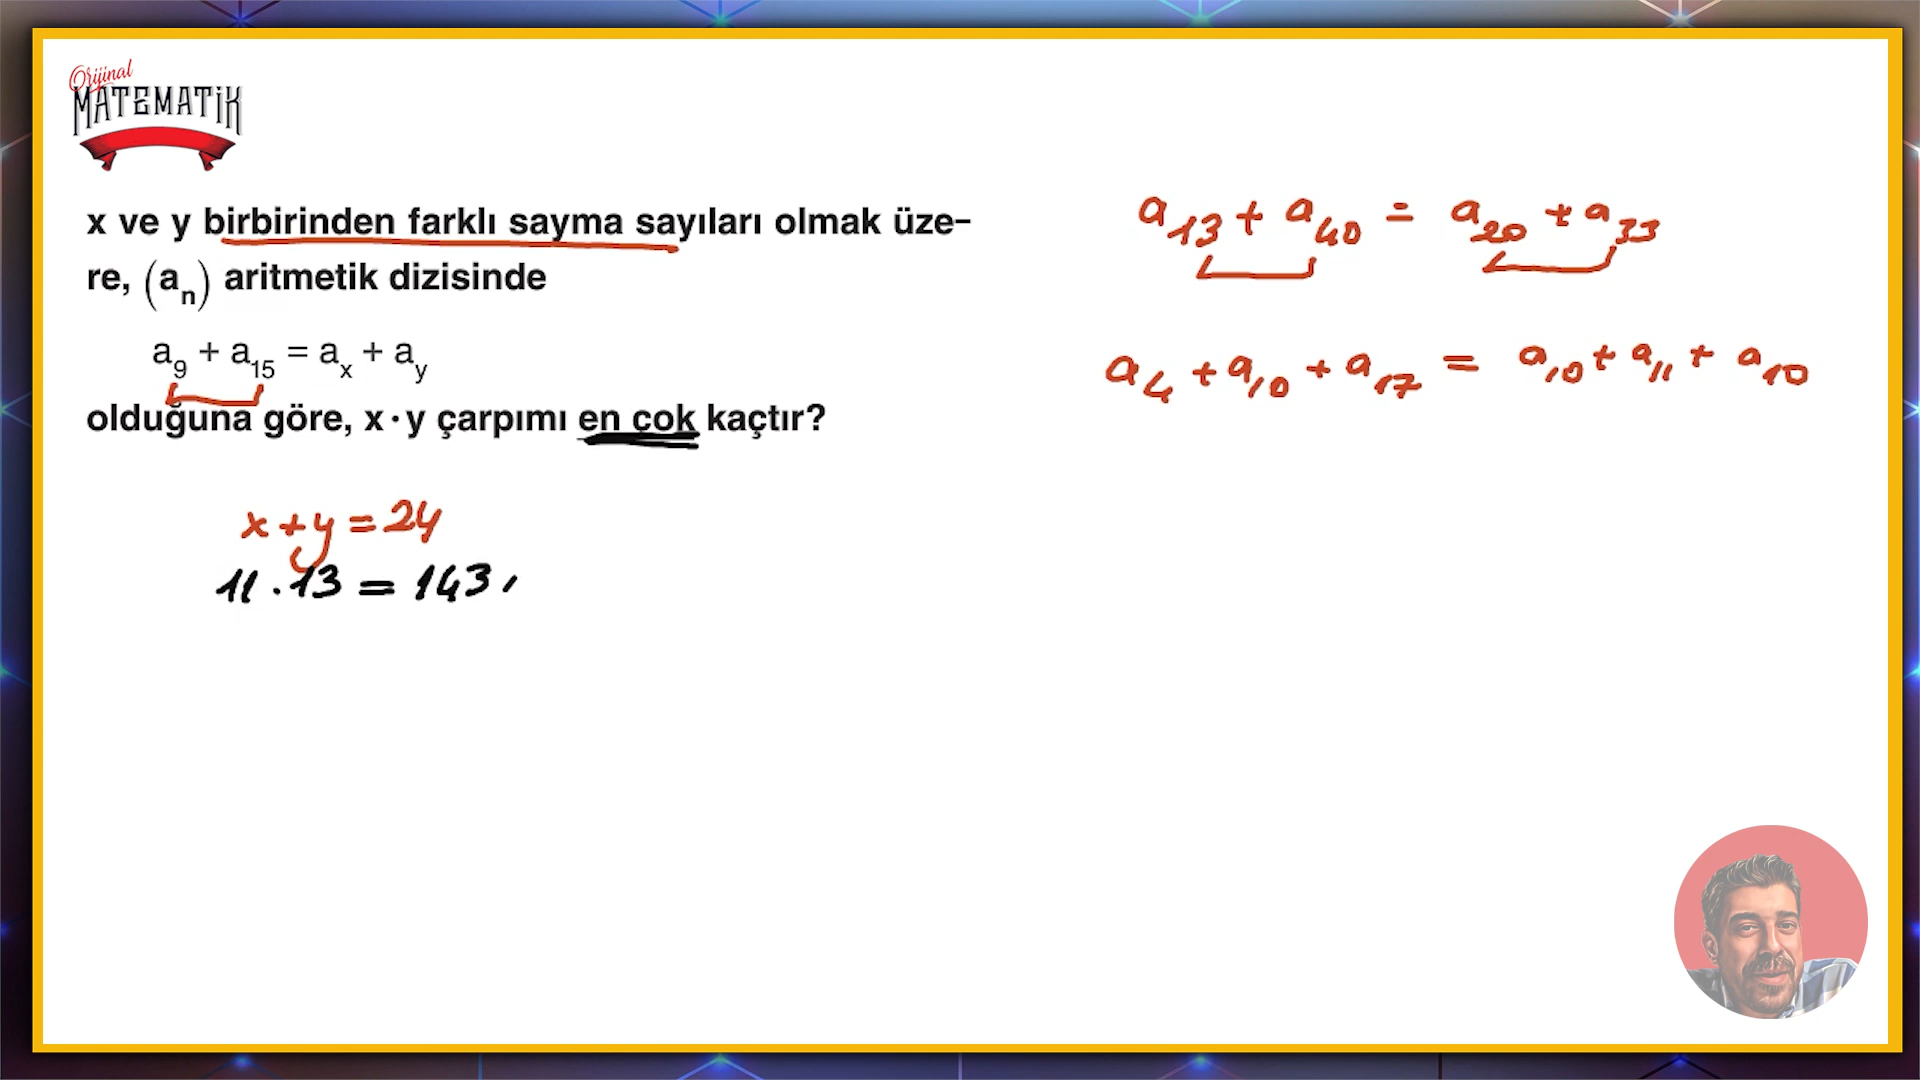 Orijinal
MATEMATİK
x ve y birbirinden farklı sayma sayıları olmak üze-
re, (aₙ) aritmetik dizisinde
a₉ + a₁₅ = aₓ + a_y
olduğuna göre, x · y çarpımı en çok kaçtır?
x + y = 24
11 . 13 = 143
a₁₃ + a₄₀ = a₂₀ + a₃₃
a₄ + a₁₀ + a₁₇ = a₁₀ + a₁₁ + a₁₀